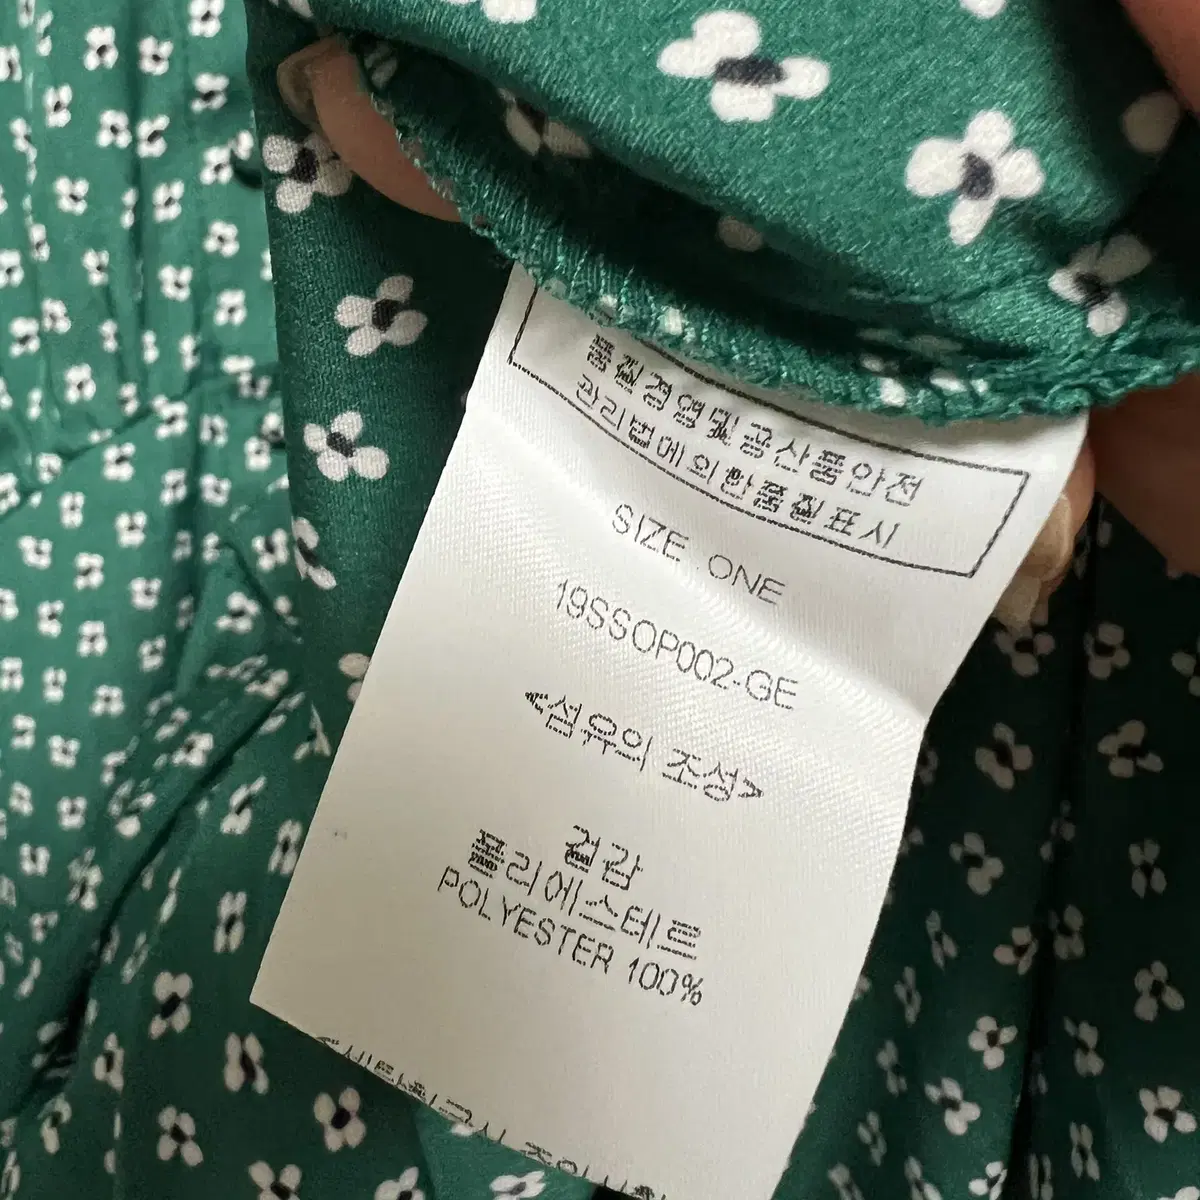 품질경영및공산품안전
관리법에의한품질표시
SIZE ONE
19SSOP002-GE
<섬유의 조성>
겉감
폴리에스테르
POLYESTER 100%